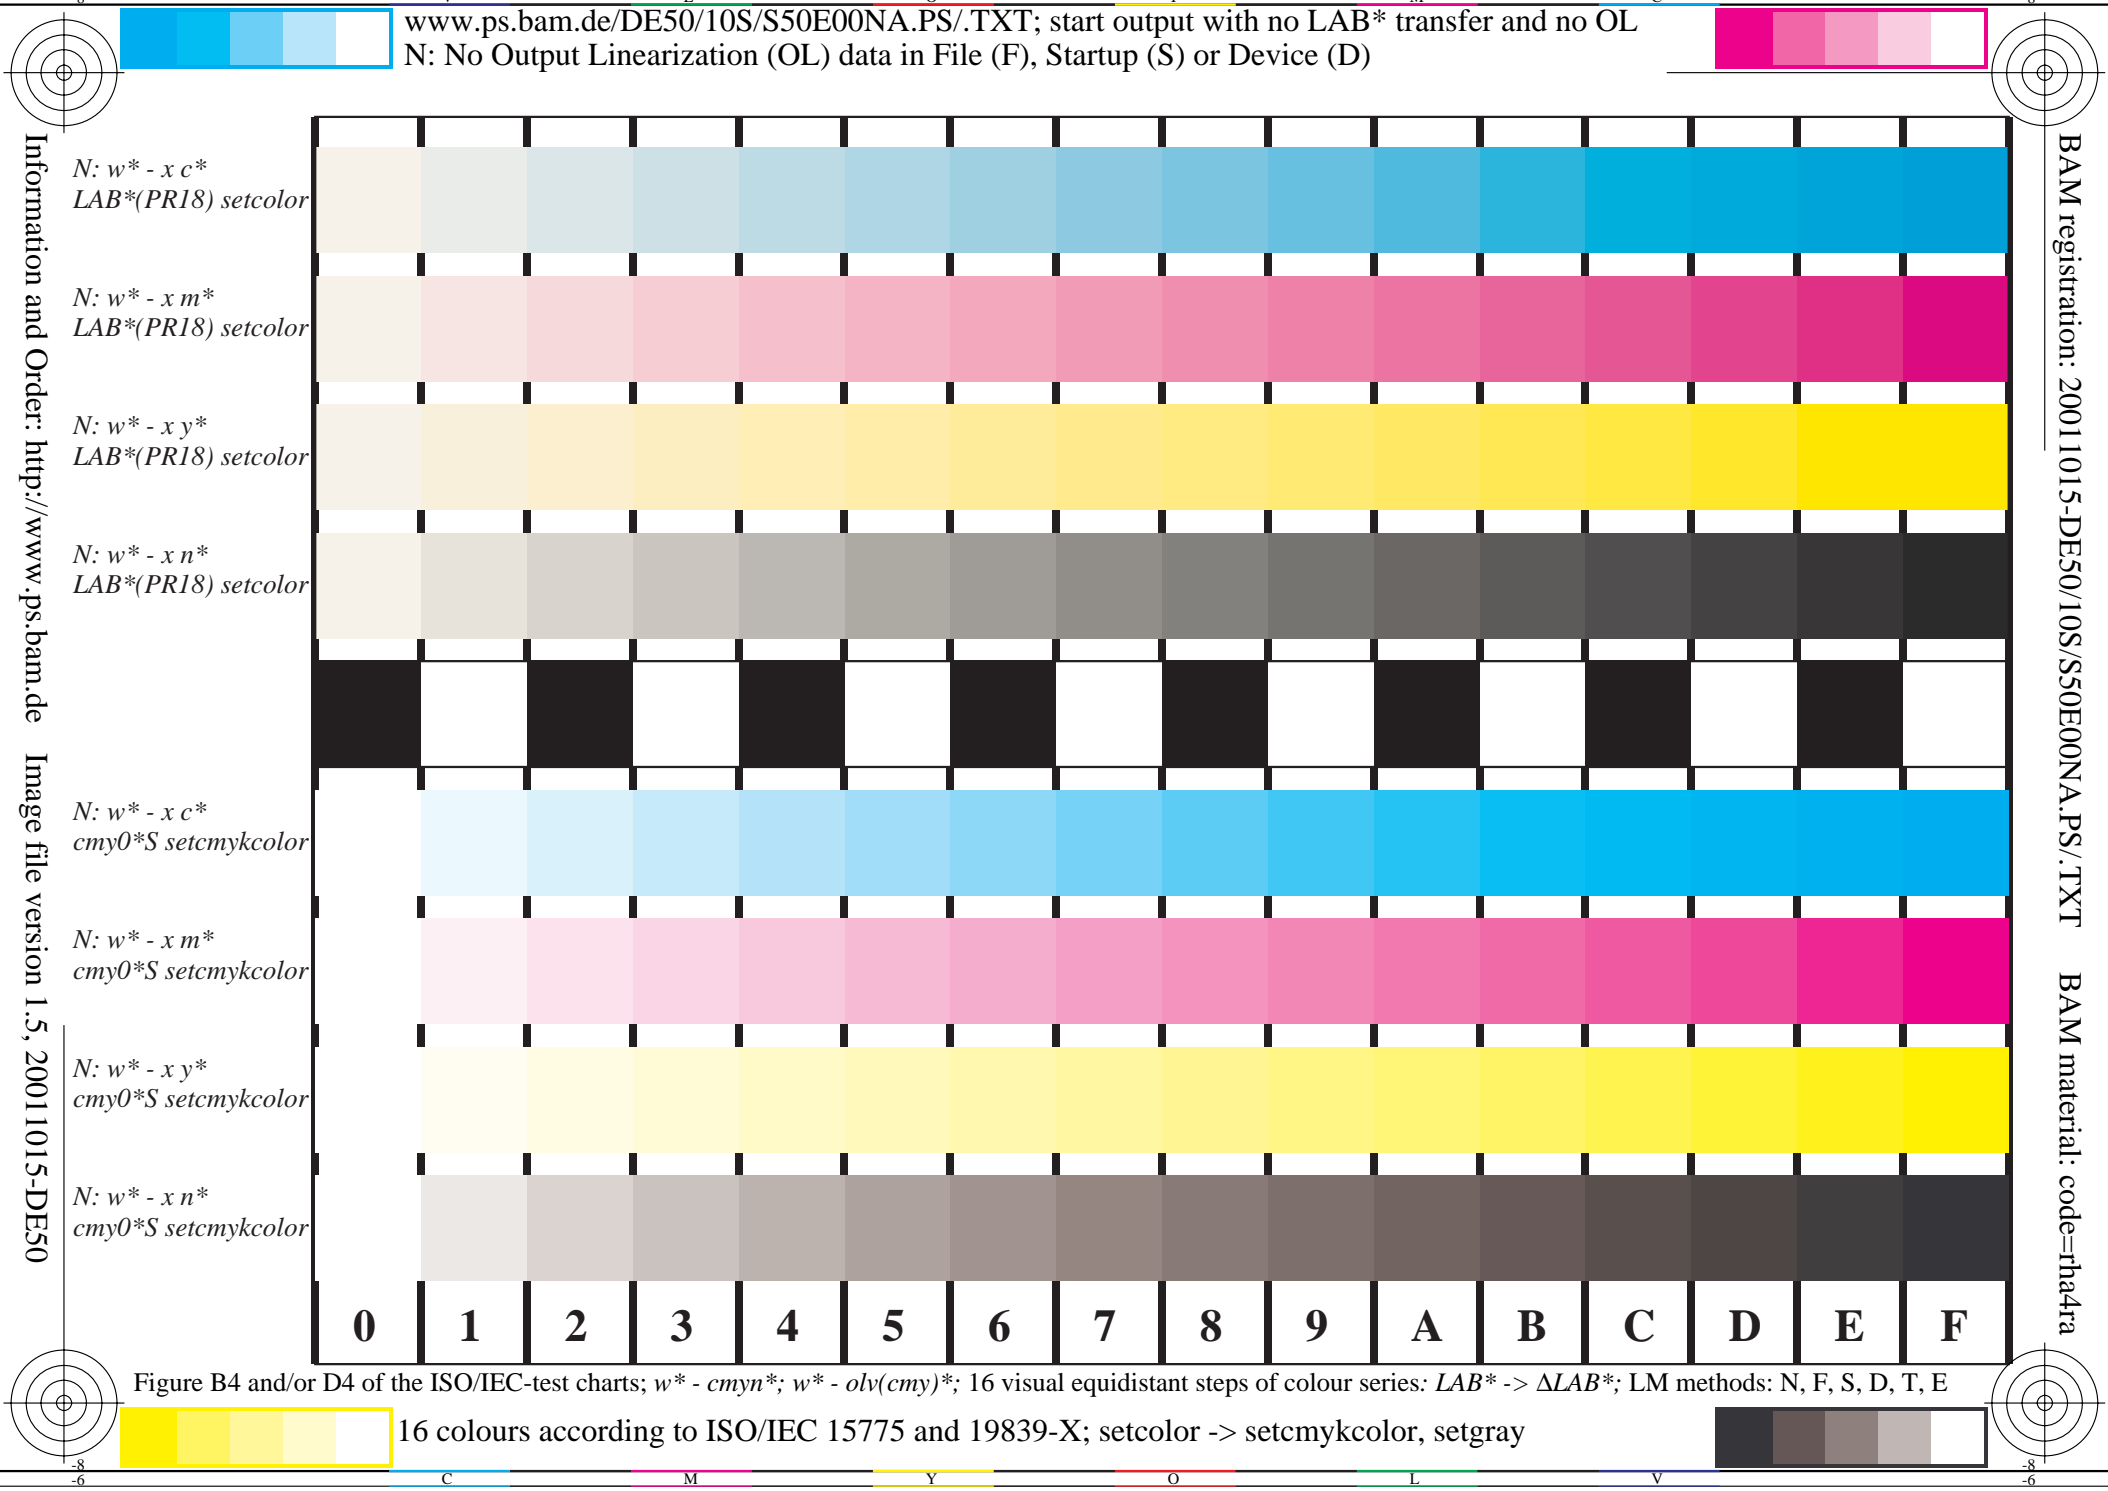 www.ps.bam.de/DE50/10S/S50E00NA.PS/.TXT; start output with no LAB* transfer and no OL
N: No Output Linearization (OL) data in File (F), Startup (S) or Device (D)
Information and Order: http://www.ps.bam.de Image file version 1.5, 20011015-DE50
BAM registration: 20011015-DE50/10S/S50E00NA.PS/.TXT BAM material: code=rha4ra
N: w* - x c*
LAB*(PR18) setcolor
N: w* - x m*
LAB*(PR18) setcolor
N: w* - x y*
LAB*(PR18) setcolor
N: w* - x n*
LAB*(PR18) setcolor
N: w* - x c*
cmy0*S setcmykcolor
N: w* - x m*
cmy0*S setcmykcolor
N: w* - x y*
cmy0*S setcmykcolor
N: w* - x n*
cmy0*S setcmykcolor
0 1 2 3 4 5 6 7 8 9 A B C D E F
Figure B4 and/or D4 of the ISO/IEC-test charts; w* - cmyn*; w* - olv(cmy)*; 16 visual equidistant steps of colour series: LAB* -> ΔLAB*; LM methods: N, F, S, D, T, E
16 colours according to ISO/IEC 15775 and 19839-X; setcolor -> setcmykcolor, setgray
-8 -8
-6 C M Y O L V -6